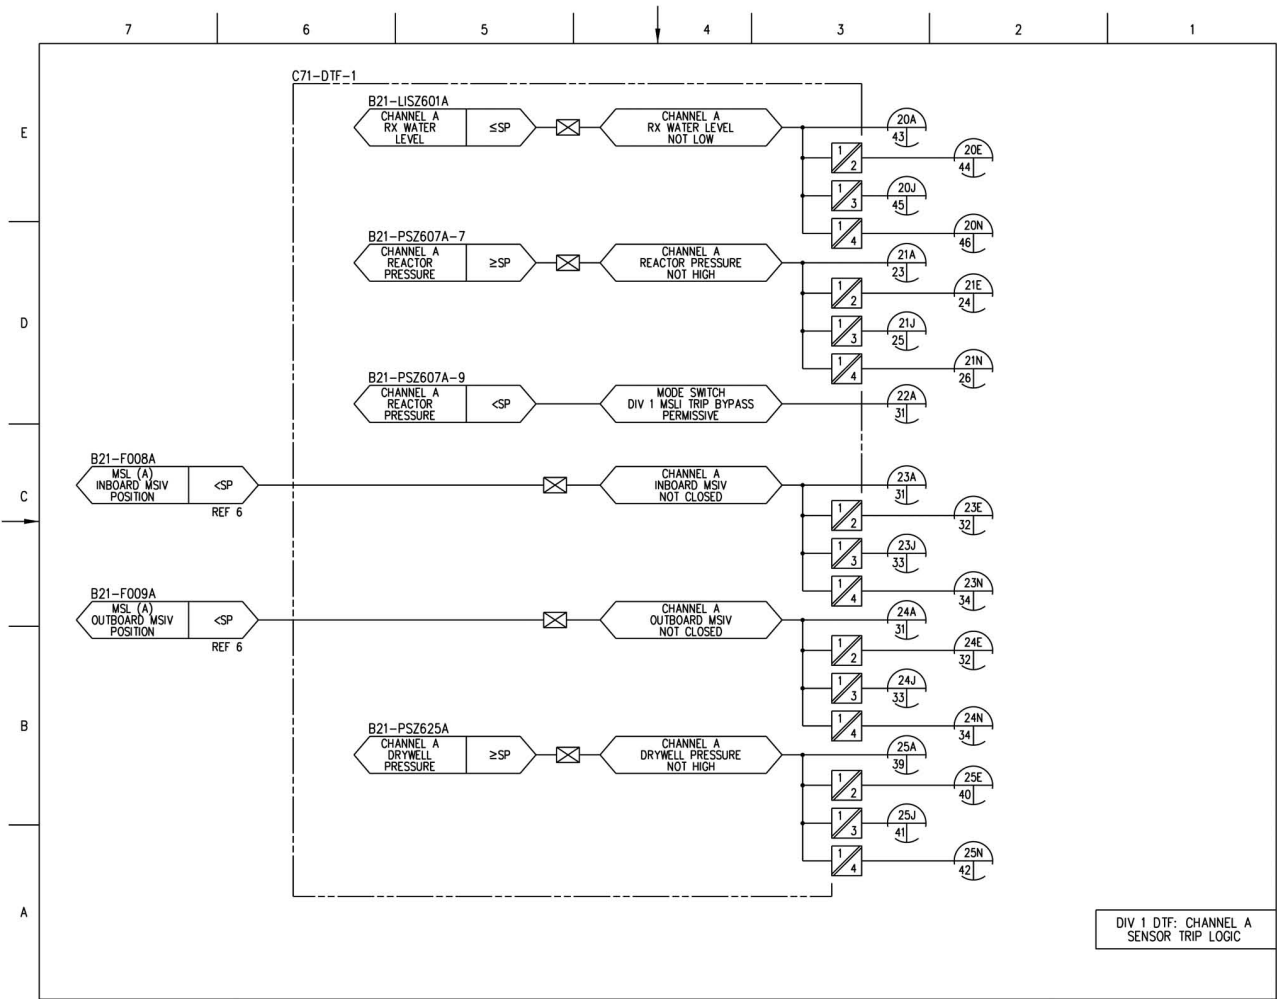 7 6 5 4 3 2 1
C71-DTF-1
E
B21-LISZ601A
CHANNEL A
RX WATER
LEVEL
≤SP
CHANNEL A
RX WATER LEVEL
NOT LOW
20A
43
1
2
20E
44
1
3
20J
45
1
4
20N
46
D
B21-PSZ607A-7
CHANNEL A
REACTOR
PRESSURE
≥SP
CHANNEL A
REACTOR PRESSURE
NOT HIGH
21A
23
1
2
21E
24
1
3
21J
25
1
4
21N
26
B21-PSZ607A-9
CHANNEL A
REACTOR
PRESSURE
<SP
MODE SWITCH
DIV 1 MSLI TRIP BYPASS
PERMISSIVE
22A
31
C
B21-F008A
MSL (A)
INBOARD MSIV
POSITION
<SP
REF 6
CHANNEL A
INBOARD MSIV
NOT CLOSED
23A
31
1
2
23E
32
1
3
23J
33
1
4
23N
34
B21-F009A
MSL (A)
OUTBOARD MSIV
POSITION
<SP
REF 6
CHANNEL A
OUTBOARD MSIV
NOT CLOSED
24A
31
1
2
24E
32
1
3
24J
33
1
4
24N
34
B
B21-PSZ625A
CHANNEL A
DRYWELL
PRESSURE
≥SP
CHANNEL A
DRYWELL PRESSURE
NOT HIGH
25A
39
1
2
25E
40
1
3
25J
41
1
4
25N
42
A
DIV 1 DTF: CHANNEL A
SENSOR TRIP LOGIC